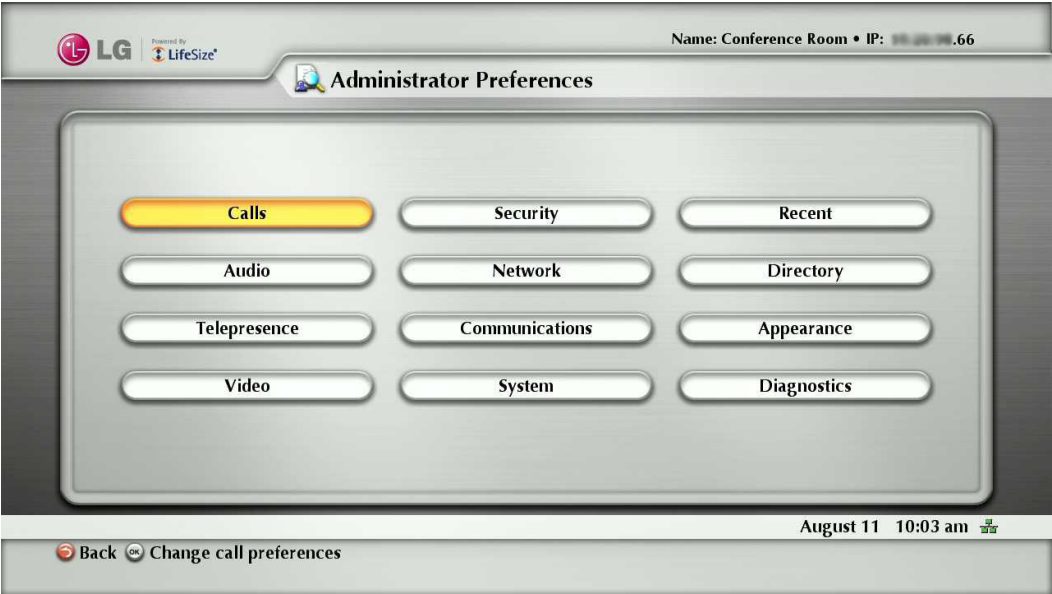 Name: Conference Room • IP: .66
LG
Powered By
LifeSize
Administrator Preferences
Calls
Security
Recent
Audio
Network
Directory
Telepresence
Communications
Appearance
Video
System
Diagnostics
August 11 10:03 am
Back OK Change call preferences